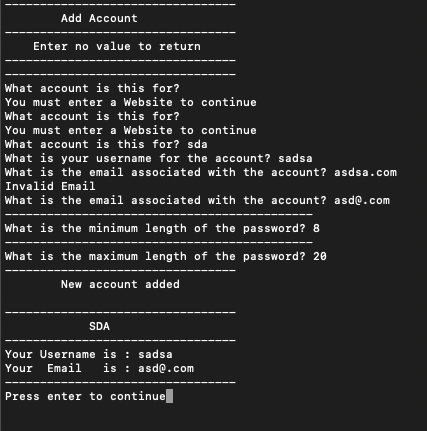 ---------------------------------
Add Account
---------------------------------
Enter no value to return
---------------------------------
---------------------------------
What account is this for?
You must enter a Website to continue
What account is this for?
You must enter a Website to continue
What account is this for? sda
What is your username for the account? sadsa
What is the email associated with the account? asdsa.com
Invalid Email
What is the email associated with the account? asd@.com
--------------------------------------------
What is the minimum length of the password? 8
--------------------------------------------
What is the maximum length of the password? 20
---------------------------------
New account added

---------------------------------
SDA
---------------------------------
Your Username is : sadsa
Your  Email   is : asd@.com
---------------------------------
Press enter to continue